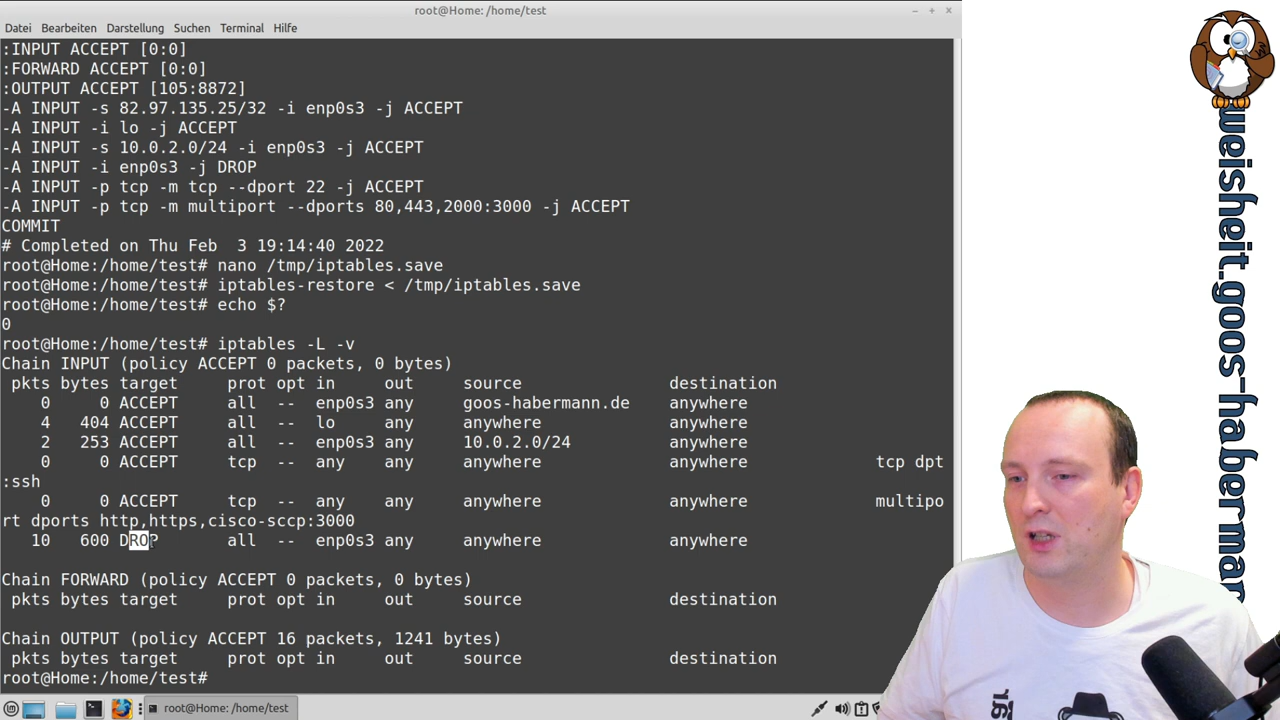 root@Home: /home/test
Datei Bearbeiten Darstellung Suchen Terminal Hilfe
:INPUT ACCEPT [0:0]
:FORWARD ACCEPT [0:0]
:OUTPUT ACCEPT [105:8872]
-A INPUT -s 82.97.135.25/32 -i enp0s3 -j ACCEPT
-A INPUT -i lo -j ACCEPT
-A INPUT -s 10.0.2.0/24 -i enp0s3 -j ACCEPT
-A INPUT -i enp0s3 -j DROP
-A INPUT -p tcp -m tcp --dport 22 -j ACCEPT
-A INPUT -p tcp -m multiport --dports 80,443,2000:3000 -j ACCEPT
COMMIT
# Completed on Thu Feb  3 19:14:40 2022
root@Home:/home/test# nano /tmp/iptables.save
root@Home:/home/test# iptables-restore < /tmp/iptables.save
root@Home:/home/test# echo $?
0
root@Home:/home/test# iptables -L -v
Chain INPUT (policy ACCEPT 0 packets, 0 bytes)
 pkts bytes target     prot opt in     out     source               destination
    0     0 ACCEPT     all  --  enp0s3 any     goos-habermann.de    anywhere
    4   404 ACCEPT     all  --  lo     any     anywhere             anywhere
    2   253 ACCEPT     all  --  enp0s3 any     10.0.2.0/24          anywhere
    0     0 ACCEPT     tcp  --  any    any     anywhere             anywhere             tcp dpt
:ssh
    0     0 ACCEPT     tcp  --  any    any     anywhere             anywhere             multipo
rt dports http,https,cisco-sccp:3000
   10   600 DROP       all  --  enp0s3 any     anywhere             anywhere

Chain FORWARD (policy ACCEPT 0 packets, 0 bytes)
 pkts bytes target     prot opt in     out     source               destination

Chain OUTPUT (policy ACCEPT 16 packets, 1241 bytes)
 pkts bytes target     prot opt in     out     source               destination
root@Home:/home/test#
root@Home: /home/test
weisheit.goos-haberman